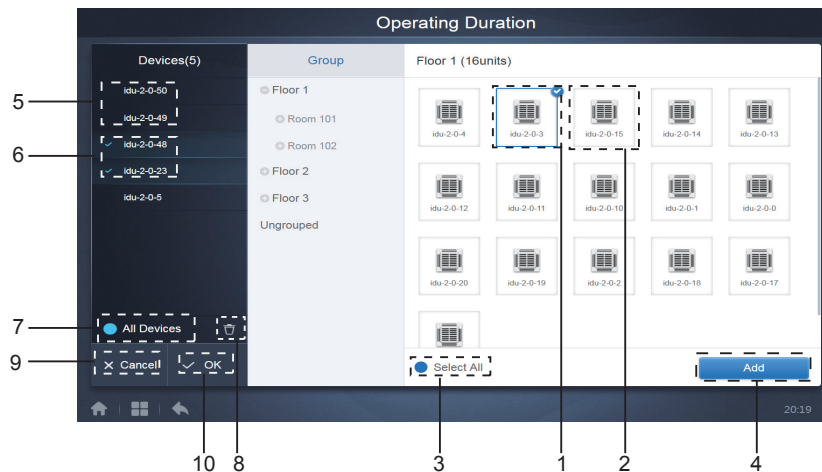 Operating Duration
Devices(5)
Group
Floor 1 (16units)
idu-2-0-50
idu-2-0-49
idu-2-0-48
idu-2-0-23
idu-2-0-5
Floor 1
Room 101
Room 102
Floor 2
Floor 3
Ungrouped
idu-2-0-4 idu-2-0-3 idu-2-0-15 idu-2-0-14 idu-2-0-13
idu-2-0-12 idu-2-0-11 idu-2-0-10 idu-2-0-1 idu-2-0-0
idu-2-0-20 idu-2-0-19 idu-2-0-2 idu-2-0-18 idu-2-0-17
All Devices
Cancel OK
Select All
Add
20:19
5
6
7
9
10 8 3 1 2 4